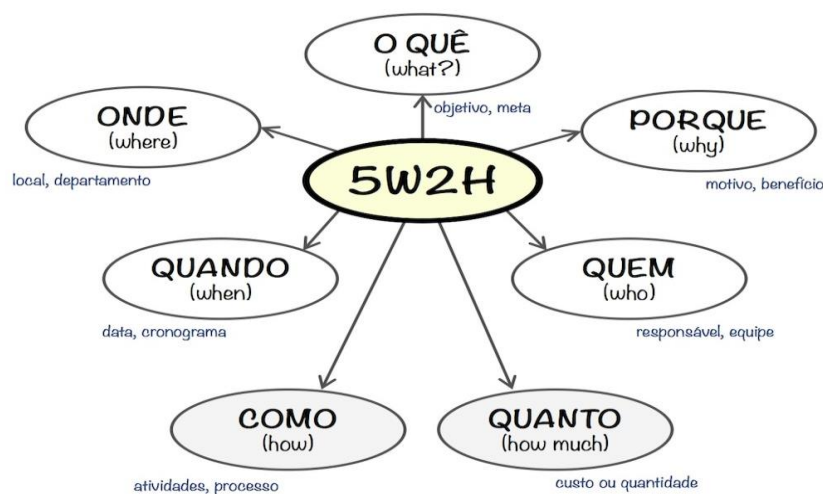 O QUÊ
(what?)
objetivo, meta
ONDE
(where)
local, departamento
PORQUE
(why)
motivo, benefício
5W2H
QUANDO
(when)
data, cronograma
QUEM
(who)
responsável, equipe
COMO
(how)
atividades, processo
QUANTO
(how much)
custo ou quantidade